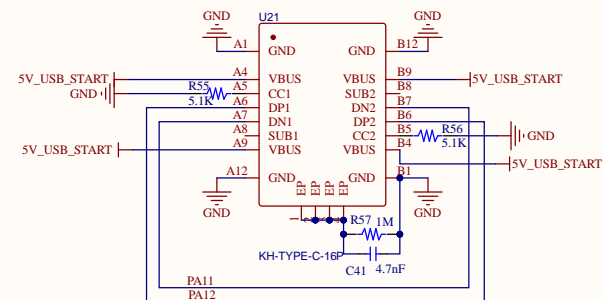 GND
U21
GND
A1
GND
GND
B12
5V_USB_START
A4
VBUS
VBUS
B9
5V_USB_START
GND
R55
5.1K
A5
CC1
SUB2
B8
A6
DP1
DN2
B7
A7
DN1
DP2
B6
A8
SUB1
CC2
B5
R56
5.1K
GND
5V_USB_START
A9
VBUS
VBUS
B4
5V_USB_START
A12
GND
GND
B1
GND
EP
EP
EP
EP
GND
1
R57
1M
KH-TYPE-C-16P
C41
4.7nF
PA11
PA12